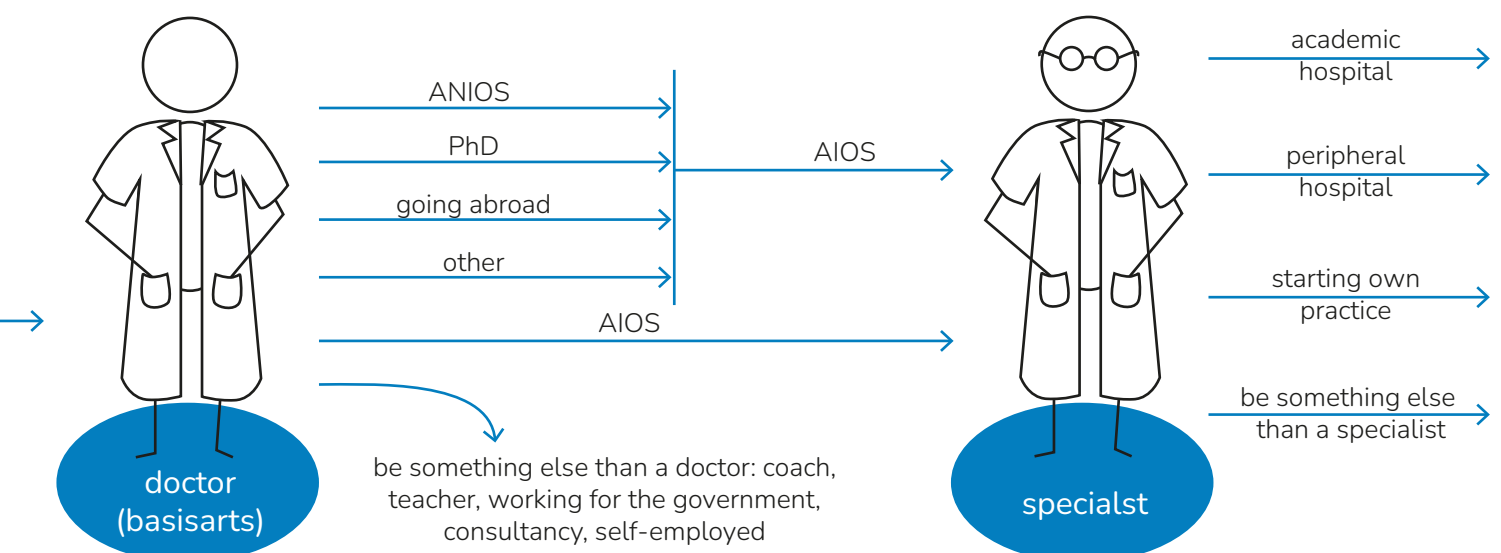 ANIOS
PhD
going abroad
other
AIOS
AIOS
be something else than a doctor: coach,
teacher, working for the government,
consultancy, self-employed
doctor
(basisarts)
specialst
academic
hospital
peripheral
hospital
starting own
practice
be something else
than a specialist